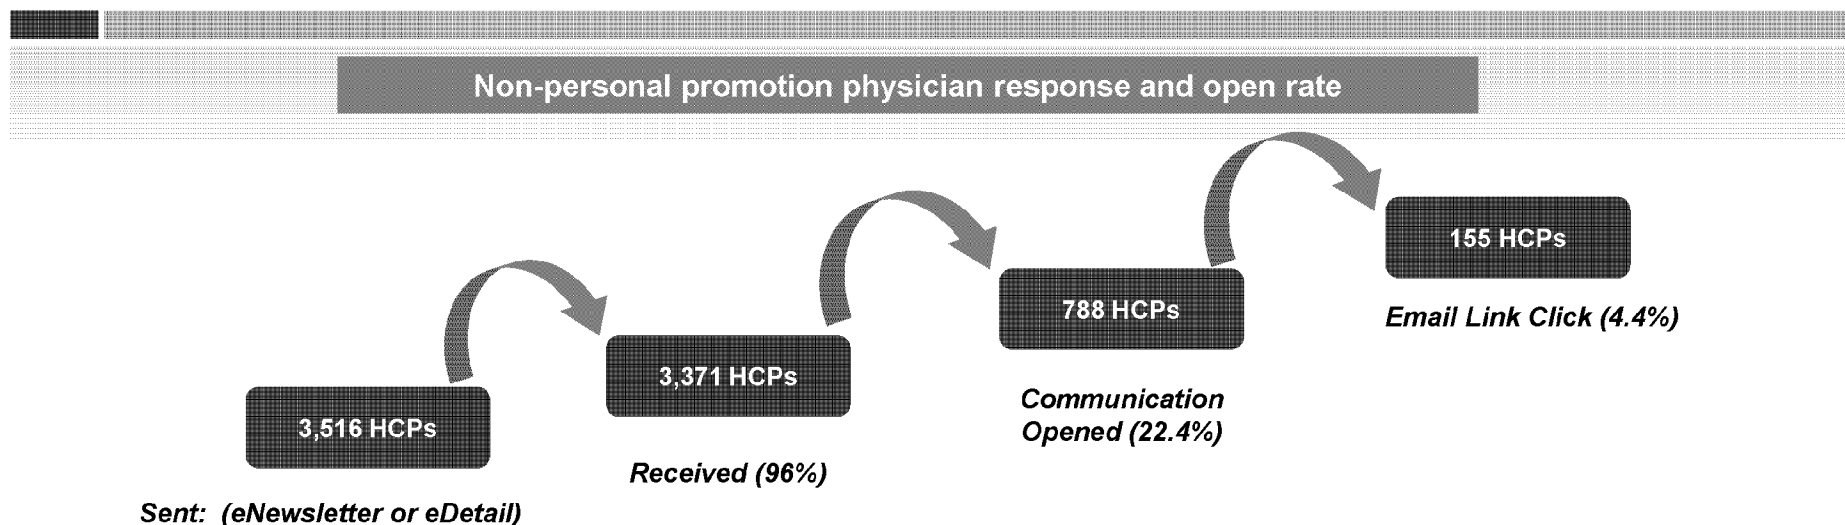 Non-personal promotion physician response and open rate
3,516 HCPs
Sent:  (eNewsletter or eDetail)
3,371 HCPs
Received (96%)
788 HCPs
Communication
Opened (22.4%)
155 HCPs
Email Link Click (4.4%)